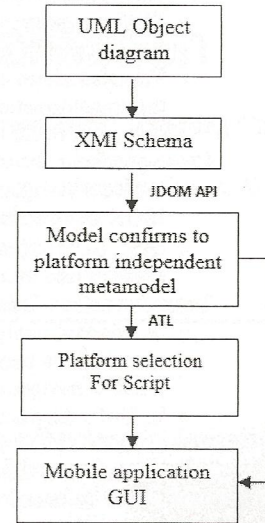 UML Object
diagram
XMI Schema
JDOM API
Model confirms to
platform independent
metamodel
ATL
Platform selection
For Script
Mobile application
GUI